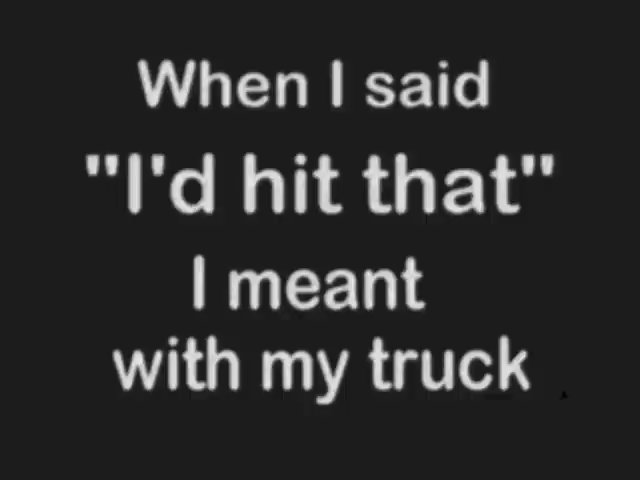 When I said
"I'd hit that"
I meant
with my truck